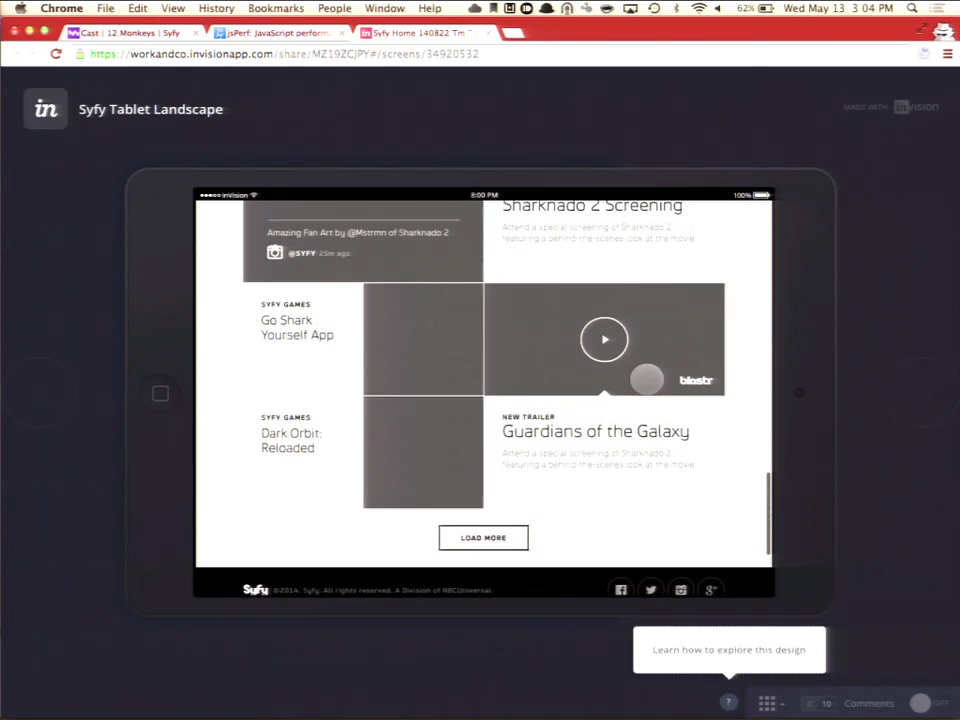 Chrome File Edit View History Bookmarks People Window Help 62% Wed May 13 3:04 PM
Cast | 12 Monkeys | Syfy
jsPerf: JavaScript perform
Syfy Home 140822 Tm T
https://workandco.invisionapp.com/share/MZ19ZCJPY#/screens/34920532
in Syfy Tablet Landscape
MADE WITH inVISION
InVision 8:00 PM 100%
Sharknado 2 Screening
Attend a special screening of Sharknado 2
featuring a behind-the-scenes look at the movie
Amazing Fan Art by @Mstrmn of Sharknado 2
@SYFY 25m ago
SYFY GAMES
Go Shark
Yourself App
blastr
SYFY GAMES
Dark Orbit:
Reloaded
NEW TRAILER
Guardians of the Galaxy
Attend a special screening of Sharknado 2
featuring a behind-the-scenes look at the movie
LOAD MORE
Syfy ©2014. Syfy. All rights reserved. A Division of NBCUniversal.
Learn how to explore this design
? 10 Comments OFF